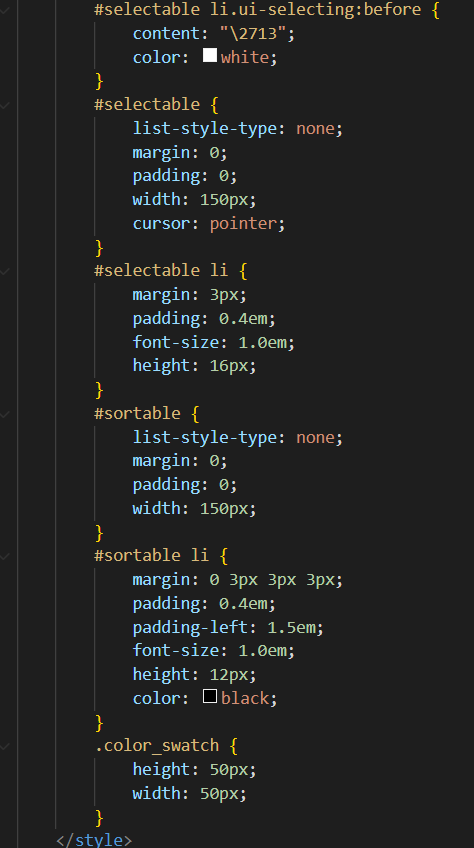 #selectable li.ui-selecting:before {
content: "\2713";
color: white;
}
#selectable {
list-style-type: none;
margin: 0;
padding: 0;
width: 150px;
cursor: pointer;
}
#selectable li {
margin: 3px;
padding: 0.4em;
font-size: 1.0em;
height: 16px;
}
#sortable {
list-style-type: none;
margin: 0;
padding: 0;
width: 150px;
}
#sortable li {
margin: 0 3px 3px 3px;
padding: 0.4em;
padding-left: 1.5em;
font-size: 1.0em;
height: 12px;
color: black;
}
.color_swatch {
height: 50px;
width: 50px;
}
</style>